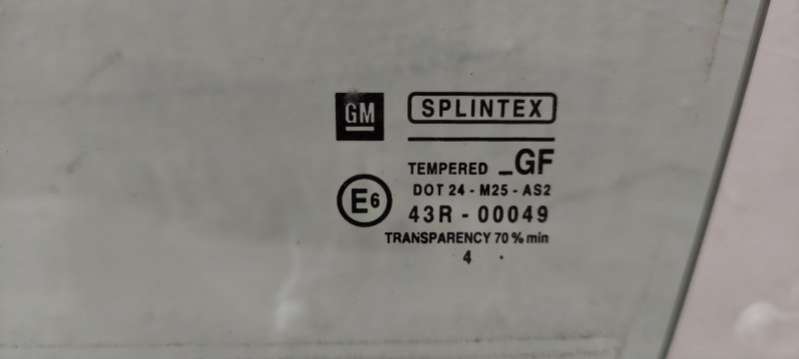 GM SPLINTEX
TEMPERED _GF
DOT 24 - M25 - AS2
E6 43R - 00049
TRANSPARENCY 70 % min
4 .